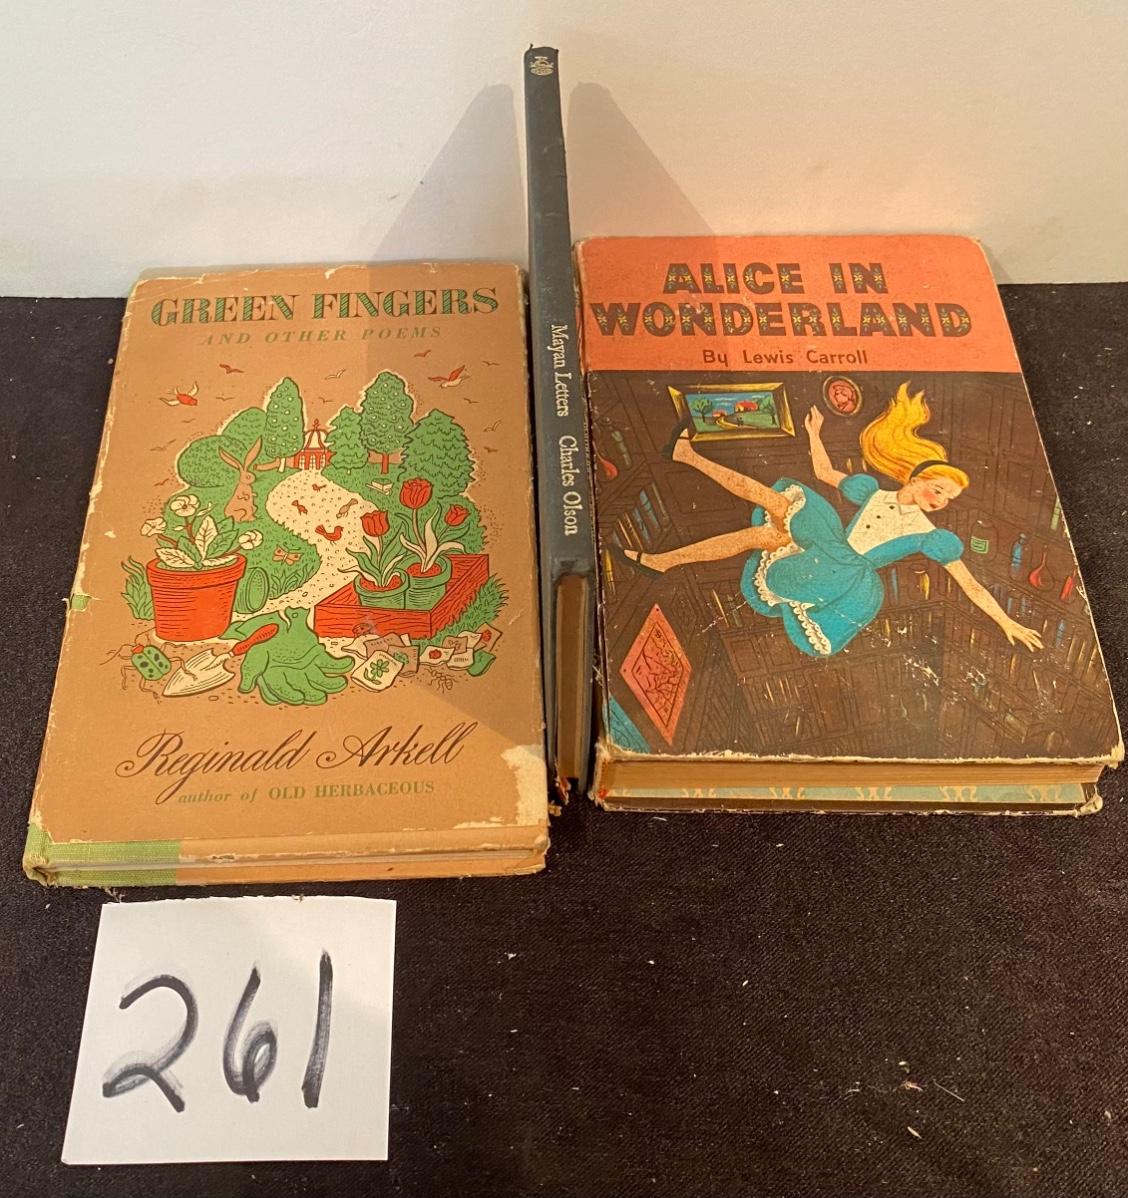 GREEN FINGERS
AND OTHER POEMS
Reginald Arkell
author of OLD HERBACEOUS
Mayan Letters Charles Olson
ALICE IN
WONDERLAND
By Lewis Carroll
261